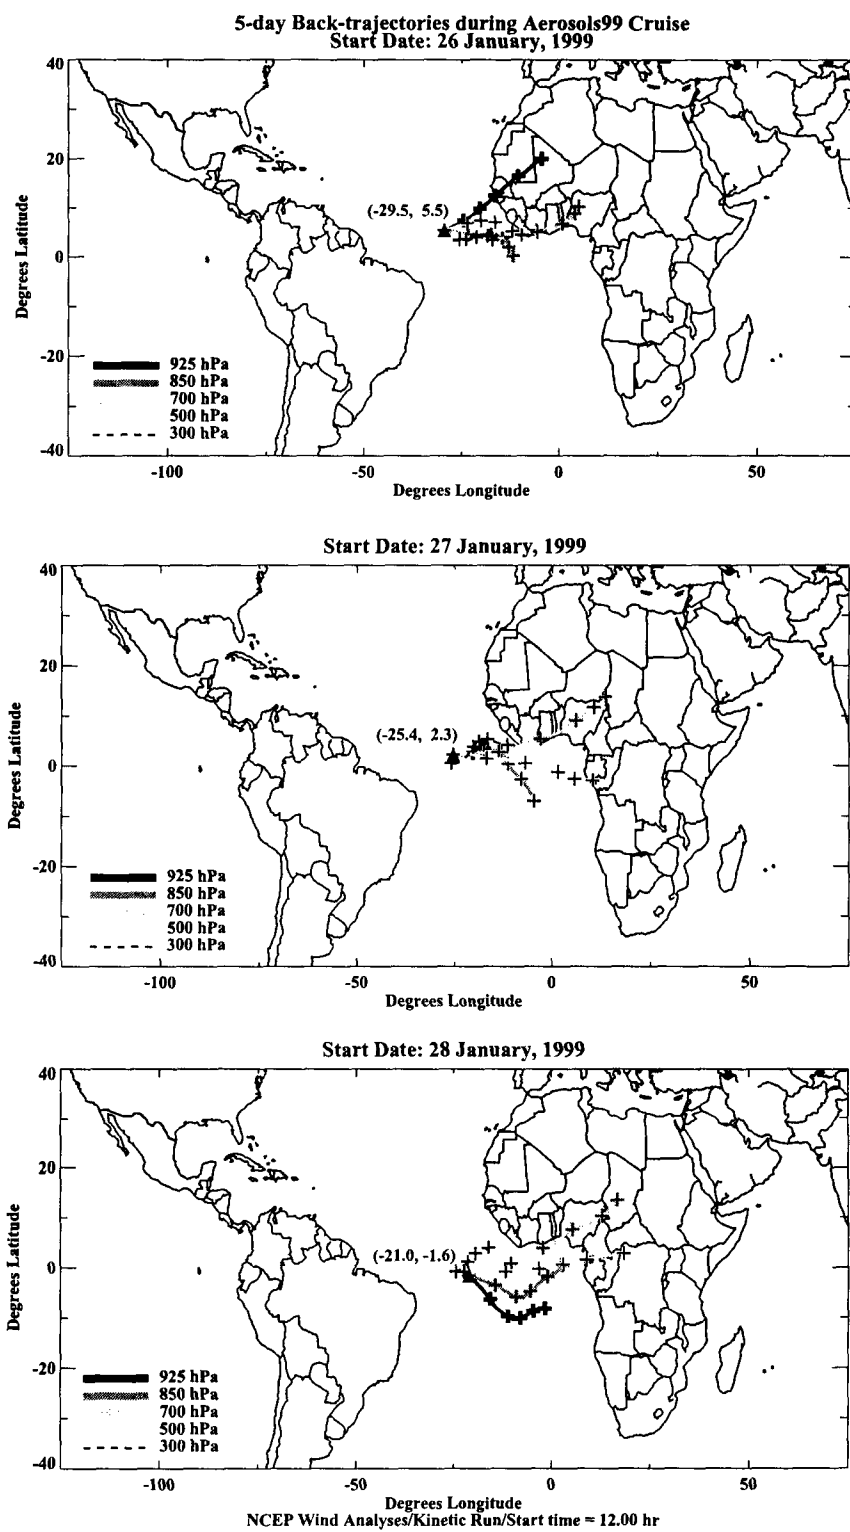 5-day Back-trajectories during Aerosols99 Cruise
Start Date: 26 January, 1999
40
20
0
-20
-40
Degrees Latitude
(-29.5, 5.5)
925 hPa
850 hPa
700 hPa
500 hPa
300 hPa
-100
-50
0
50
Degrees Longitude
Start Date: 27 January, 1999
40
20
0
-20
-40
Degrees Latitude
(-25.4, 2.3)
925 hPa
850 hPa
700 hPa
500 hPa
300 hPa
-100
-50
0
50
Degrees Longitude
Start Date: 28 January, 1999
40
20
0
-20
-40
Degrees Latitude
(-21.0, -1.6)
925 hPa
850 hPa
700 hPa
500 hPa
300 hPa
-100
-50
0
50
Degrees Longitude
NCEP Wind Analyses/Kinetic Run/Start time = 12.00 hr